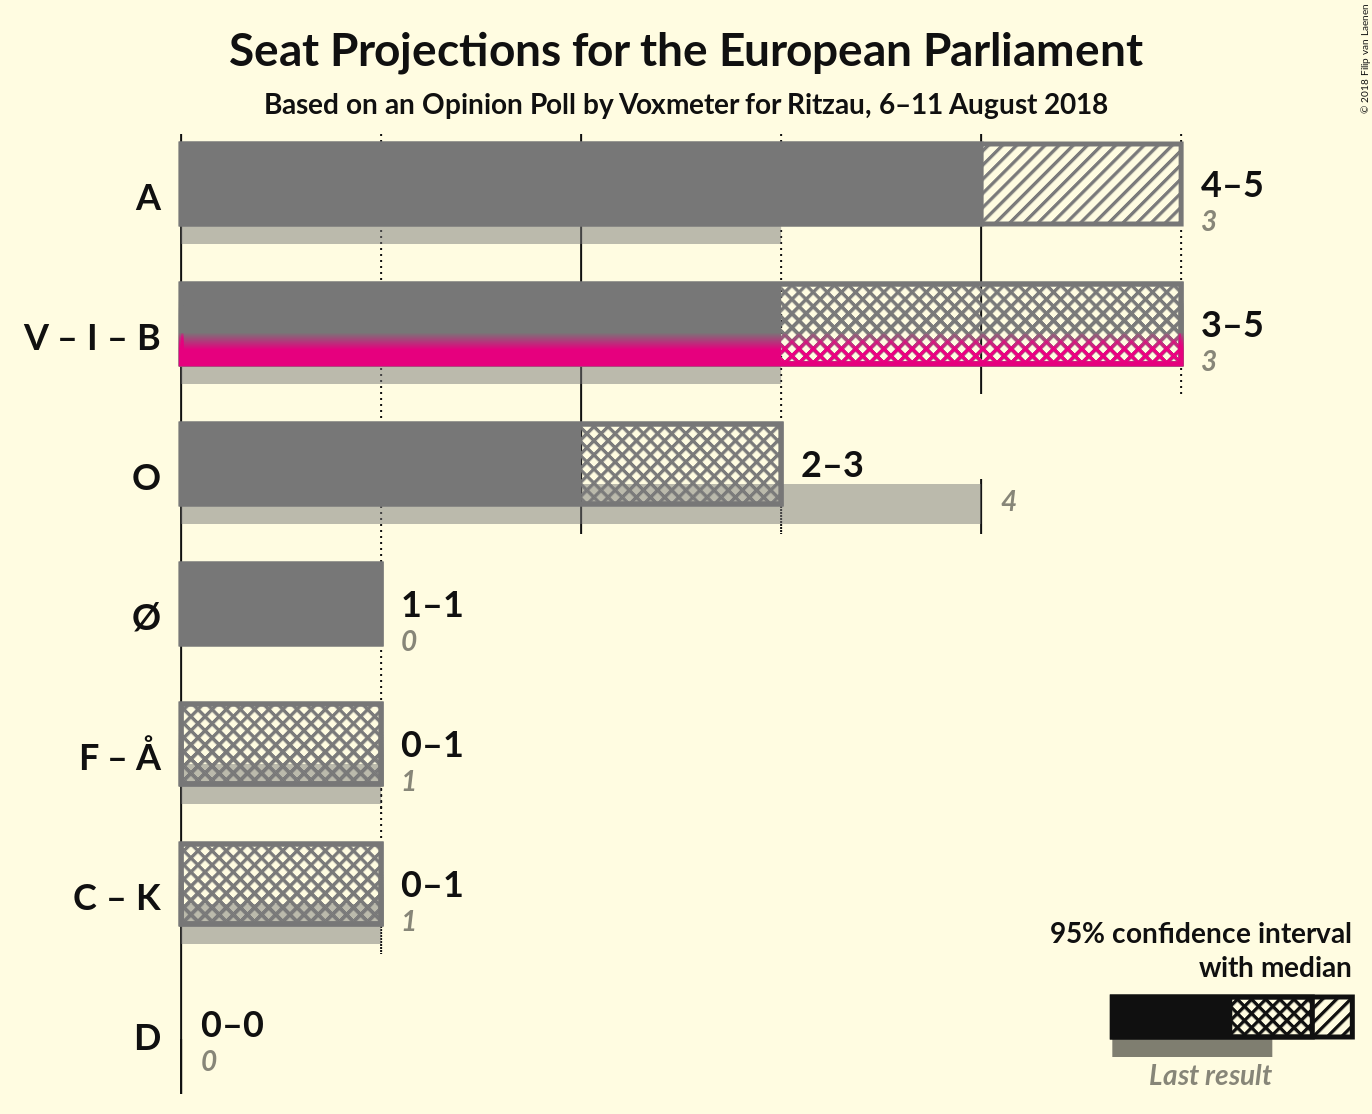 Seat Projections for the European Parliament
Based on an Opinion Poll by Voxmeter for Ritzau, 6–11 August 2018
© 2018 Filip van Laenen
A
4–5
3
V – I – B
3–5
3
O
2–3
4
Ø
1–1
0
F – Å
0–1
1
C – K
0–1
1
D
0–0
0
95% confidence interval
with median
Last result